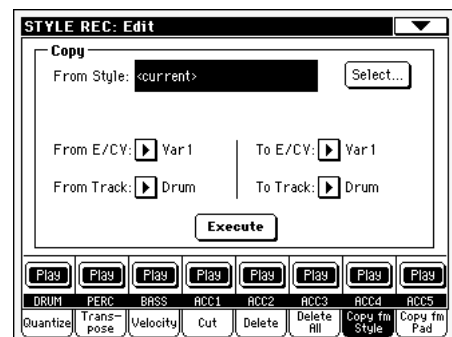 STYLE REC: Edit
Copy
From Style: <current> Select...
From E/CV: Var1 To E/CV: Var1
From Track: Drum To Track: Drum
Execute
Play Play Play Play Play Play Play Play
DRUM PERC BASS ACC1 ACC2 ACC3 ACC4 ACC5
Quantize Trans-pose Velocity Cut Delete Delete All Copy fm Style Copy fm Pad